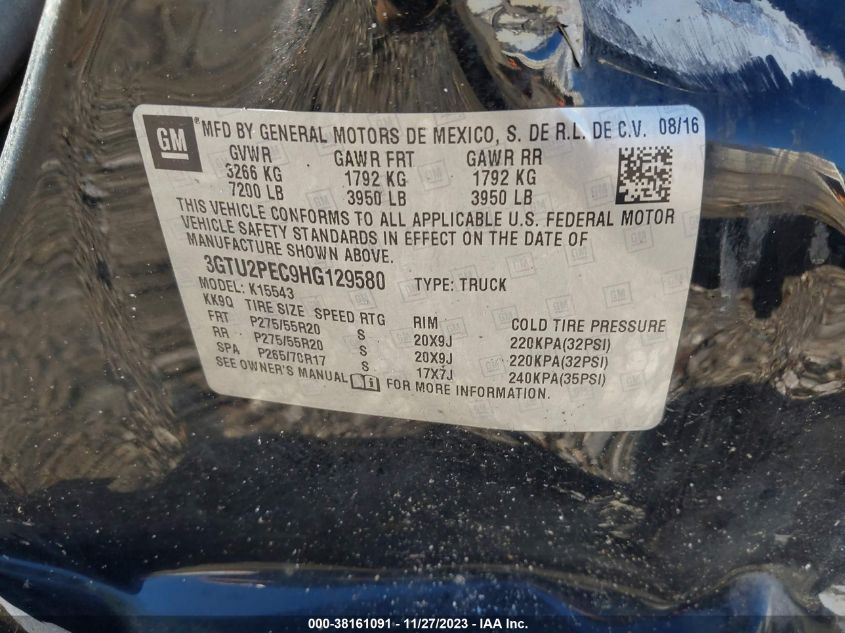 GM MFD BY GENERAL MOTORS DE MEXICO, S. DE R.L. DE C.V. 08/16
GVWR GAWR FRT GAWR RR
3266 KG 1792 KG 1792 KG
7200 LB 3950 LB 3950 LB
THIS VEHICLE CONFORMS TO ALL APPLICABLE U.S. FEDERAL MOTOR
VEHICLE SAFETY STANDARDS IN EFFECT ON THE DATE OF
MANUFACTURE SHOWN ABOVE.
3GTU2PEC9HG129580 TYPE: TRUCK
MODEL: K15543
KK9Q TIRE SIZE SPEED RTG RIM COLD TIRE PRESSURE
FRT P275/55R20 S 20X9J 220KPA(32PSI)
RR P275/55R20 S 20X9J 220KPA(32PSI)
SPA P265/70R17 S 17X7J 240KPA(35PSI)
SEE OWNER'S MANUAL FOR MORE INFORMATION.
000-38161091 - 11/27/2023 - IAA Inc.